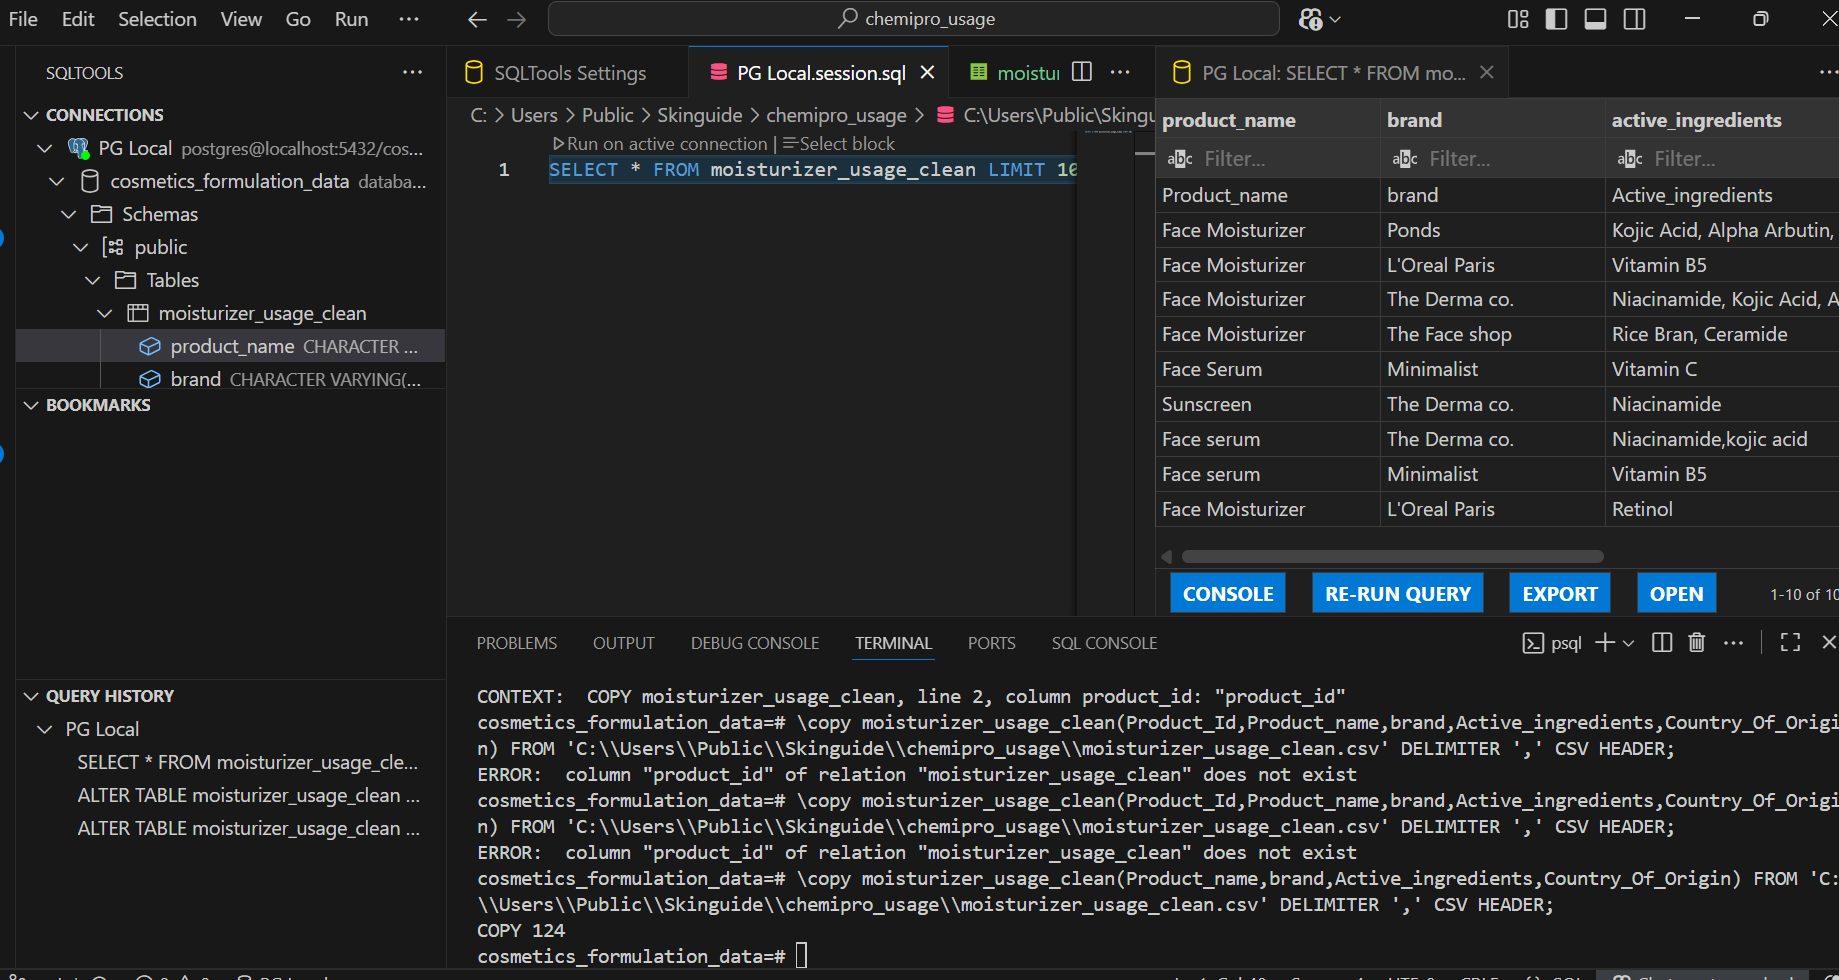 File Edit Selection View Go Run ···
chemipro_usage
SQLTOOLS ···
CONNECTIONS
PG Local postgres@localhost:5432/cos...
cosmetics_formulation_data databa...
Schemas
public
Tables
moisturizer_usage_clean
product_name CHARACTER ...
brand CHARACTER VARYING(...
BOOKMARKS
QUERY HISTORY
PG Local
SELECT * FROM moisturizer_usage_cle...
ALTER TABLE moisturizer_usage_clean ...
ALTER TABLE moisturizer_usage_clean ...
SQLTools Settings PG Local.session.sql moistu
C: > Users > Public > Skinguide > chemipro_usage > C:\Users\Public\Skingu
Run on active connection | Select block
1 SELECT * FROM moisturizer_usage_clean LIMIT 10
PG Local: SELECT * FROM mo...
product_name brand active_ingredients
abc Filter... abc Filter... abc Filter...
Product_name brand Active_ingredients
Face Moisturizer Ponds Kojic Acid, Alpha Arbutin,
Face Moisturizer L'Oreal Paris Vitamin B5
Face Moisturizer The Derma co. Niacinamide, Kojic Acid, A
Face Moisturizer The Face shop Rice Bran, Ceramide
Face Serum Minimalist Vitamin C
Sunscreen The Derma co. Niacinamide
Face serum The Derma co. Niacinamide,kojic acid
Face serum Minimalist Vitamin B5
Face Moisturizer L'Oreal Paris Retinol
CONSOLE RE-RUN QUERY EXPORT OPEN 1-10 of 10
PROBLEMS OUTPUT DEBUG CONSOLE TERMINAL PORTS SQL CONSOLE psql
CONTEXT:  COPY moisturizer_usage_clean, line 2, column product_id: "product_id"
cosmetics_formulation_data=# \copy moisturizer_usage_clean(Product_Id,Product_name,brand,Active_ingredients,Country_Of_Origi
n) FROM 'C:\\Users\\Public\\Skinguide\\chemipro_usage\\moisturizer_usage_clean.csv' DELIMITER ',' CSV HEADER;
ERROR:  column "product_id" of relation "moisturizer_usage_clean" does not exist
cosmetics_formulation_data=# \copy moisturizer_usage_clean(Product_Id,Product_name,brand,Active_ingredients,Country_Of_Origi
n) FROM 'C:\\Users\\Public\\Skinguide\\chemipro_usage\\moisturizer_usage_clean.csv' DELIMITER ',' CSV HEADER;
ERROR:  column "product_id" of relation "moisturizer_usage_clean" does not exist
cosmetics_formulation_data=# \copy moisturizer_usage_clean(Product_name,brand,Active_ingredients,Country_Of_Origin) FROM 'C:
\\Users\\Public\\Skinguide\\chemipro_usage\\moisturizer_usage_clean.csv' DELIMITER ',' CSV HEADER;
COPY 124
cosmetics_formulation_data=#